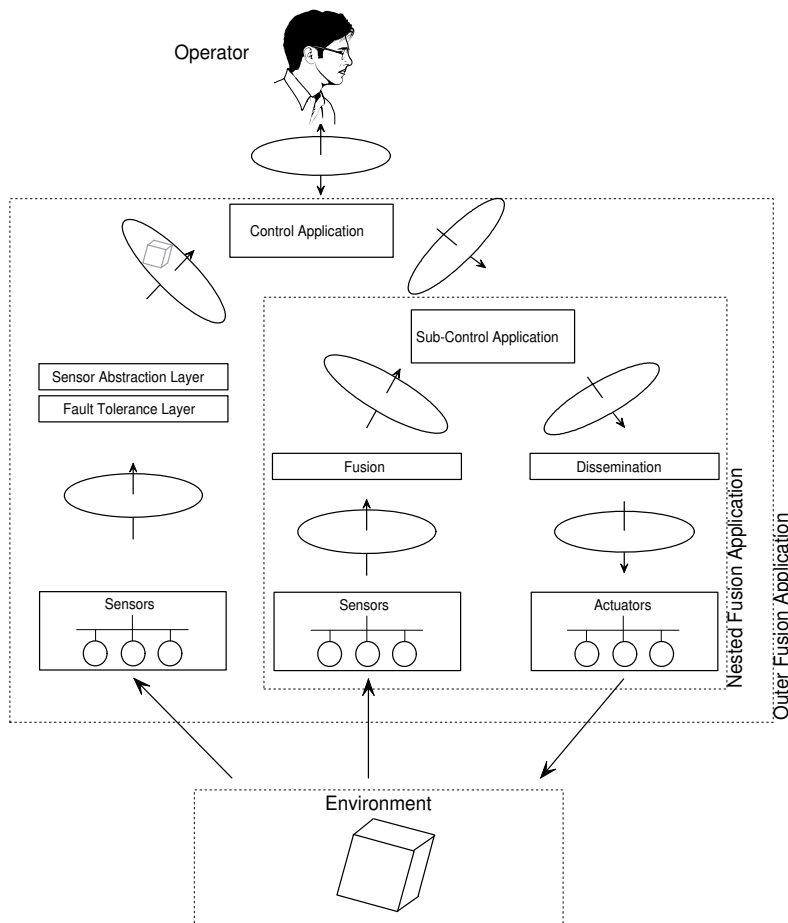 Operator
Control Application
Sub-Control Application
Sensor Abstraction Layer
Fault Tolerance Layer
Fusion
Dissemination
Sensors
Sensors
Actuators
Nested Fusion Application
Outer Fusion Application
Environment